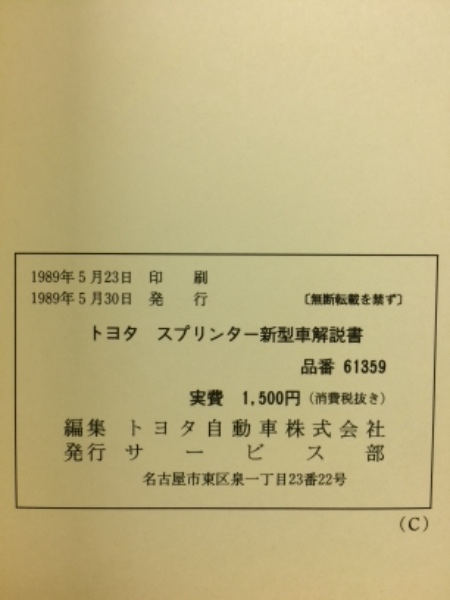 1989年5月23日 印 刷
1989年5月30日 発 行 〔無断転載を禁ず〕
トヨタ スプリンター新型車解説書
品番 61359
実費 1,500円(消費税抜き)
編集 トヨタ自動車株式会社
発行 サービス部
名古屋市東区泉一丁目23番22号
(C)